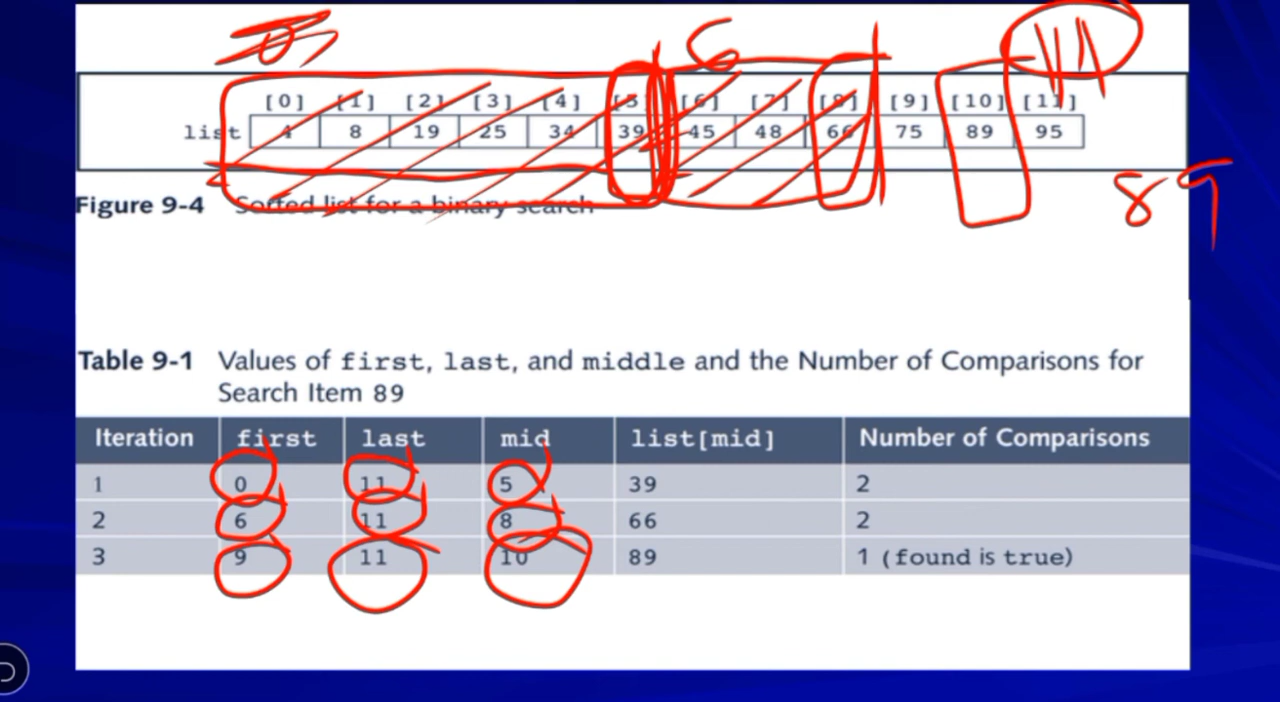 6
11
[0] [1] [2] [3] [4] [5] [6] [7] [8] [9] [10] [11]
list 4 8 19 25 34 39 45 48 66 75 89 95
89
Figure 9-4 Sorted list for a binary search
Table 9-1 Values of first, last, and middle and the Number of Comparisons for
Search Item 89
Iteration first last mid list[mid] Number of Comparisons
1 0 11 5 39 2
2 6 11 8 66 2
3 9 11 10 89 1 (found is true)